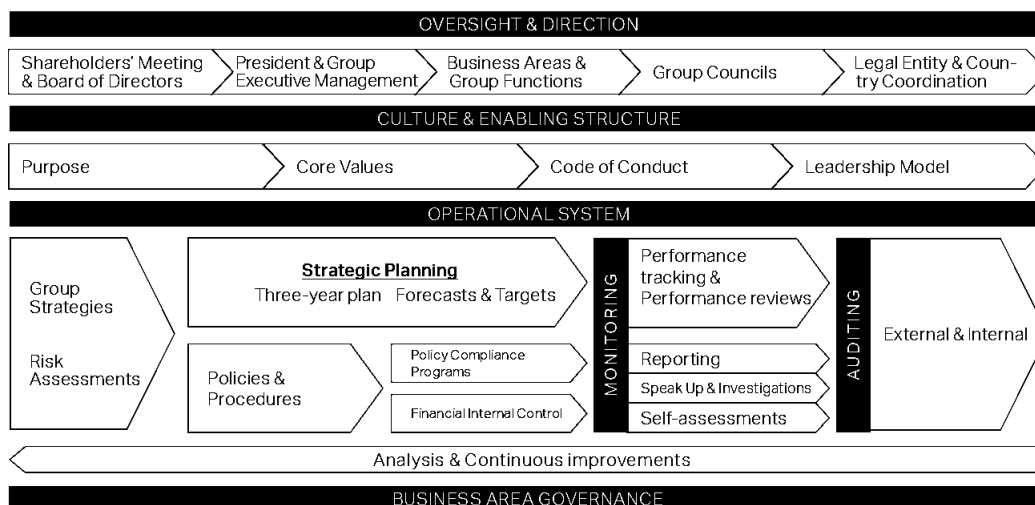 OVERSIGHT & DIRECTION
Shareholders' Meeting
& Board of Directors
President & Group
Executive Management
Business Areas &
Group Functions
Group Councils
Legal Entity & Coun-
try Coordination
CULTURE & ENABLING STRUCTURE
Purpose
Core Values
Code of Conduct
Leadership Model
OPERATIONAL SYSTEM
Group
Strategies
Risk
Assessments
Strategic Planning
Three-year plan Forecasts & Targets
Policies &
Procedures
Policy Compliance
Programs
Financial Internal Control
MONITORING
Performance
tracking &
Performance reviews
Reporting
Speak Up & Investigations
Self-assessments
AUDITING
External & Internal
Analysis & Continuous improvements
BUSINESS AREA GOVERNANCE